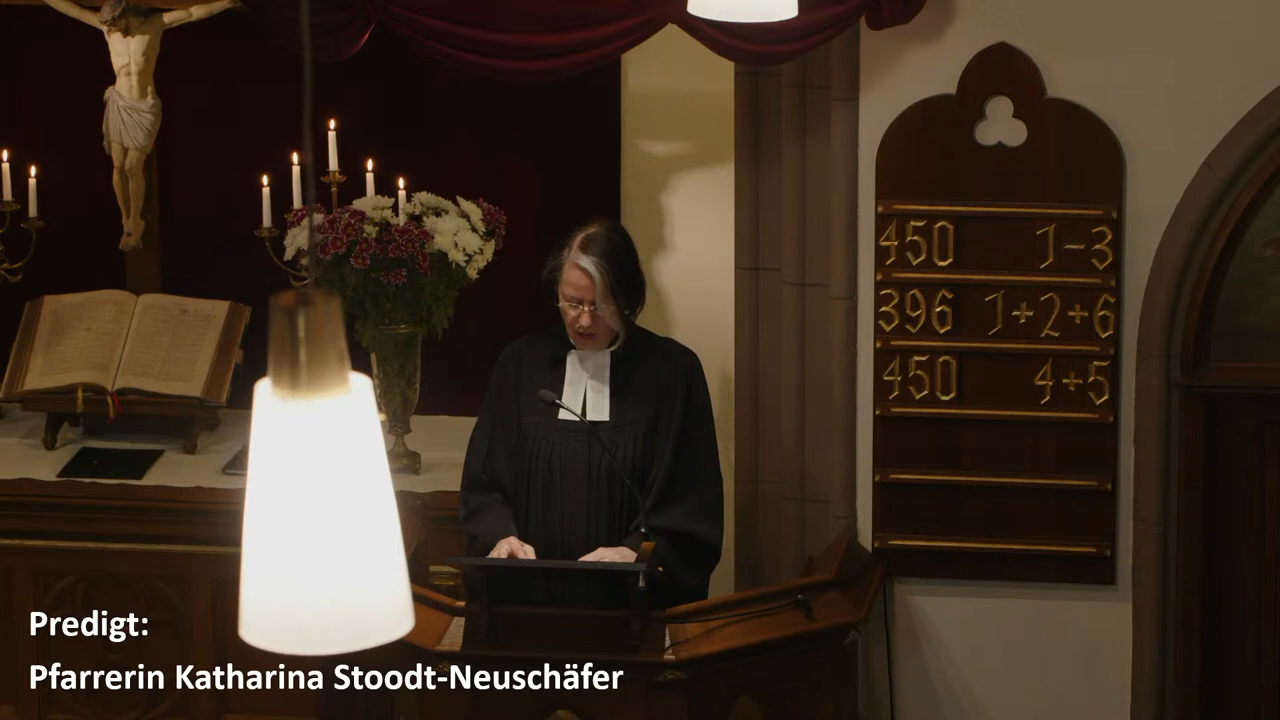 450 1-3
396 1+2+6
450 4+5
Predigt:
Pfarrerin Katharina Stoodt-Neuschäfer